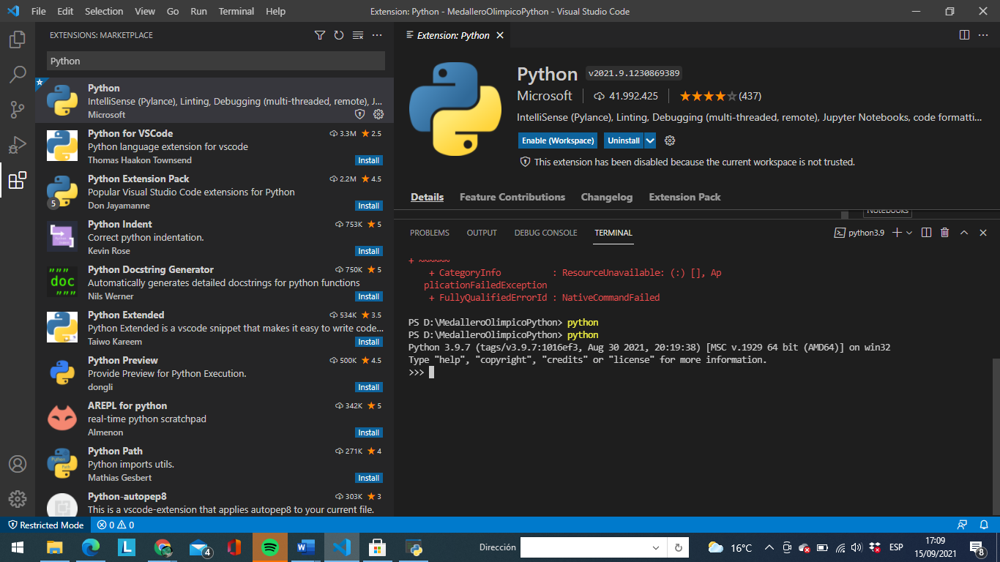 File Edit Selection View Go Run Terminal Help
Extension: Python - MedalleroOlimpicoPython - Visual Studio Code
EXTENSIONS: MARKETPLACE
Python
Python
IntelliSense (Pylance), Linting, Debugging (multi-threaded, remote), J...
Microsoft
Python for VSCode 3.3M 2.5
Python language extension for vscode
Thomas Haakon Townsend Install
Python Extension Pack 2.2M 4.5
Popular Visual Studio Code extensions for Python
5 Don Jayamanne Install
Python Indent 753K 5
Correct python indentation.
Kevin Rose Install
Python Docstring Generator 750K 5
""" doc """
Automatically generates detailed docstrings for python functions
Nils Werner Install
Python Extended 534K 3.5
Python Extended is a vscode snippet that makes it easy to write code...
Taiwo Kareem Install
Python Preview 500K 4.5
Provide Preview for Python Execution.
dongli Install
AREPL for python 342K 5
real-time python scratchpad
Almenon Install
Python Path 271K 4
Python imports utils.
Mathias Gesbert Install
Python-autopep8 303K 3
This is a vscode-extension that applies autopep8 to your current file.
Extension: Python
Python v2021.9.1230869389
Microsoft 41.992.425 (437)
IntelliSense (Pylance), Linting, Debugging (multi-threaded, remote), Jupyter Notebooks, code formatti...
Enable (Workspace) Uninstall
This extension has been disabled because the current workspace is not trusted.
Details Feature Contributions Changelog Extension Pack
Notebooks
PROBLEMS OUTPUT DEBUG CONSOLE TERMINAL python3.9
+ ~~~~~~
+ CategoryInfo : ResourceUnavailable: (:) [], Ap
plicationFailedException
+ FullyQualifiedErrorId : NativeCommandFailed
PS D:\MedalleroOlimpicoPython> python
PS D:\MedalleroOlimpicoPython> python
Python 3.9.7 (tags/v3.9.7:1016ef3, Aug 30 2021, 20:19:38) [MSC v.1929 64 bit (AMD64)] on win32
Type "help", "copyright", "credits" or "license" for more information.
>>>
Restricted Mode 0 0
L 4 W Dirección 16°C ESP 17:09
15/09/2021 8